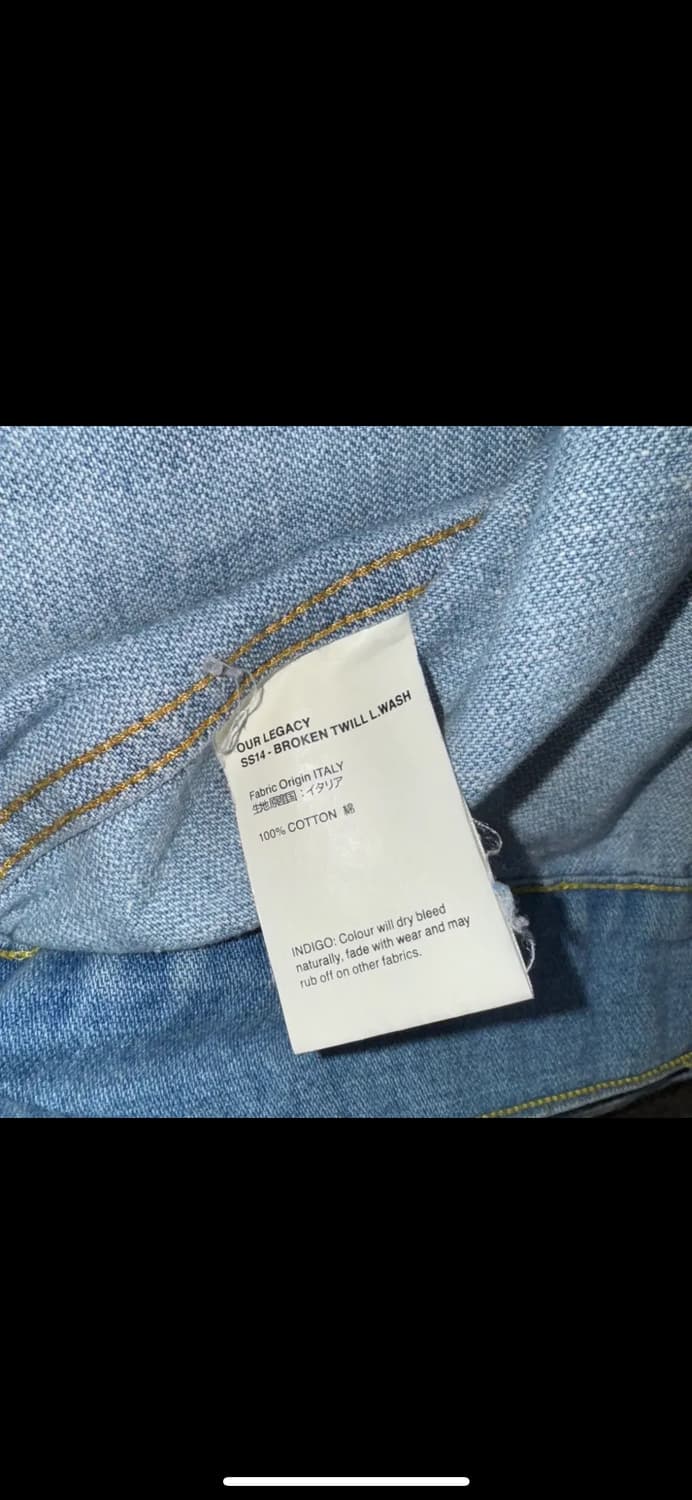 OUR LEGACY
SS14 - BROKEN TWILL L.WASH
Fabric Origin ITALY
生地原産国 : イタリア
100% COTTON 綿
INDIGO: Colour will dry bleed
naturally, fade with wear and may
rub off on other fabrics.